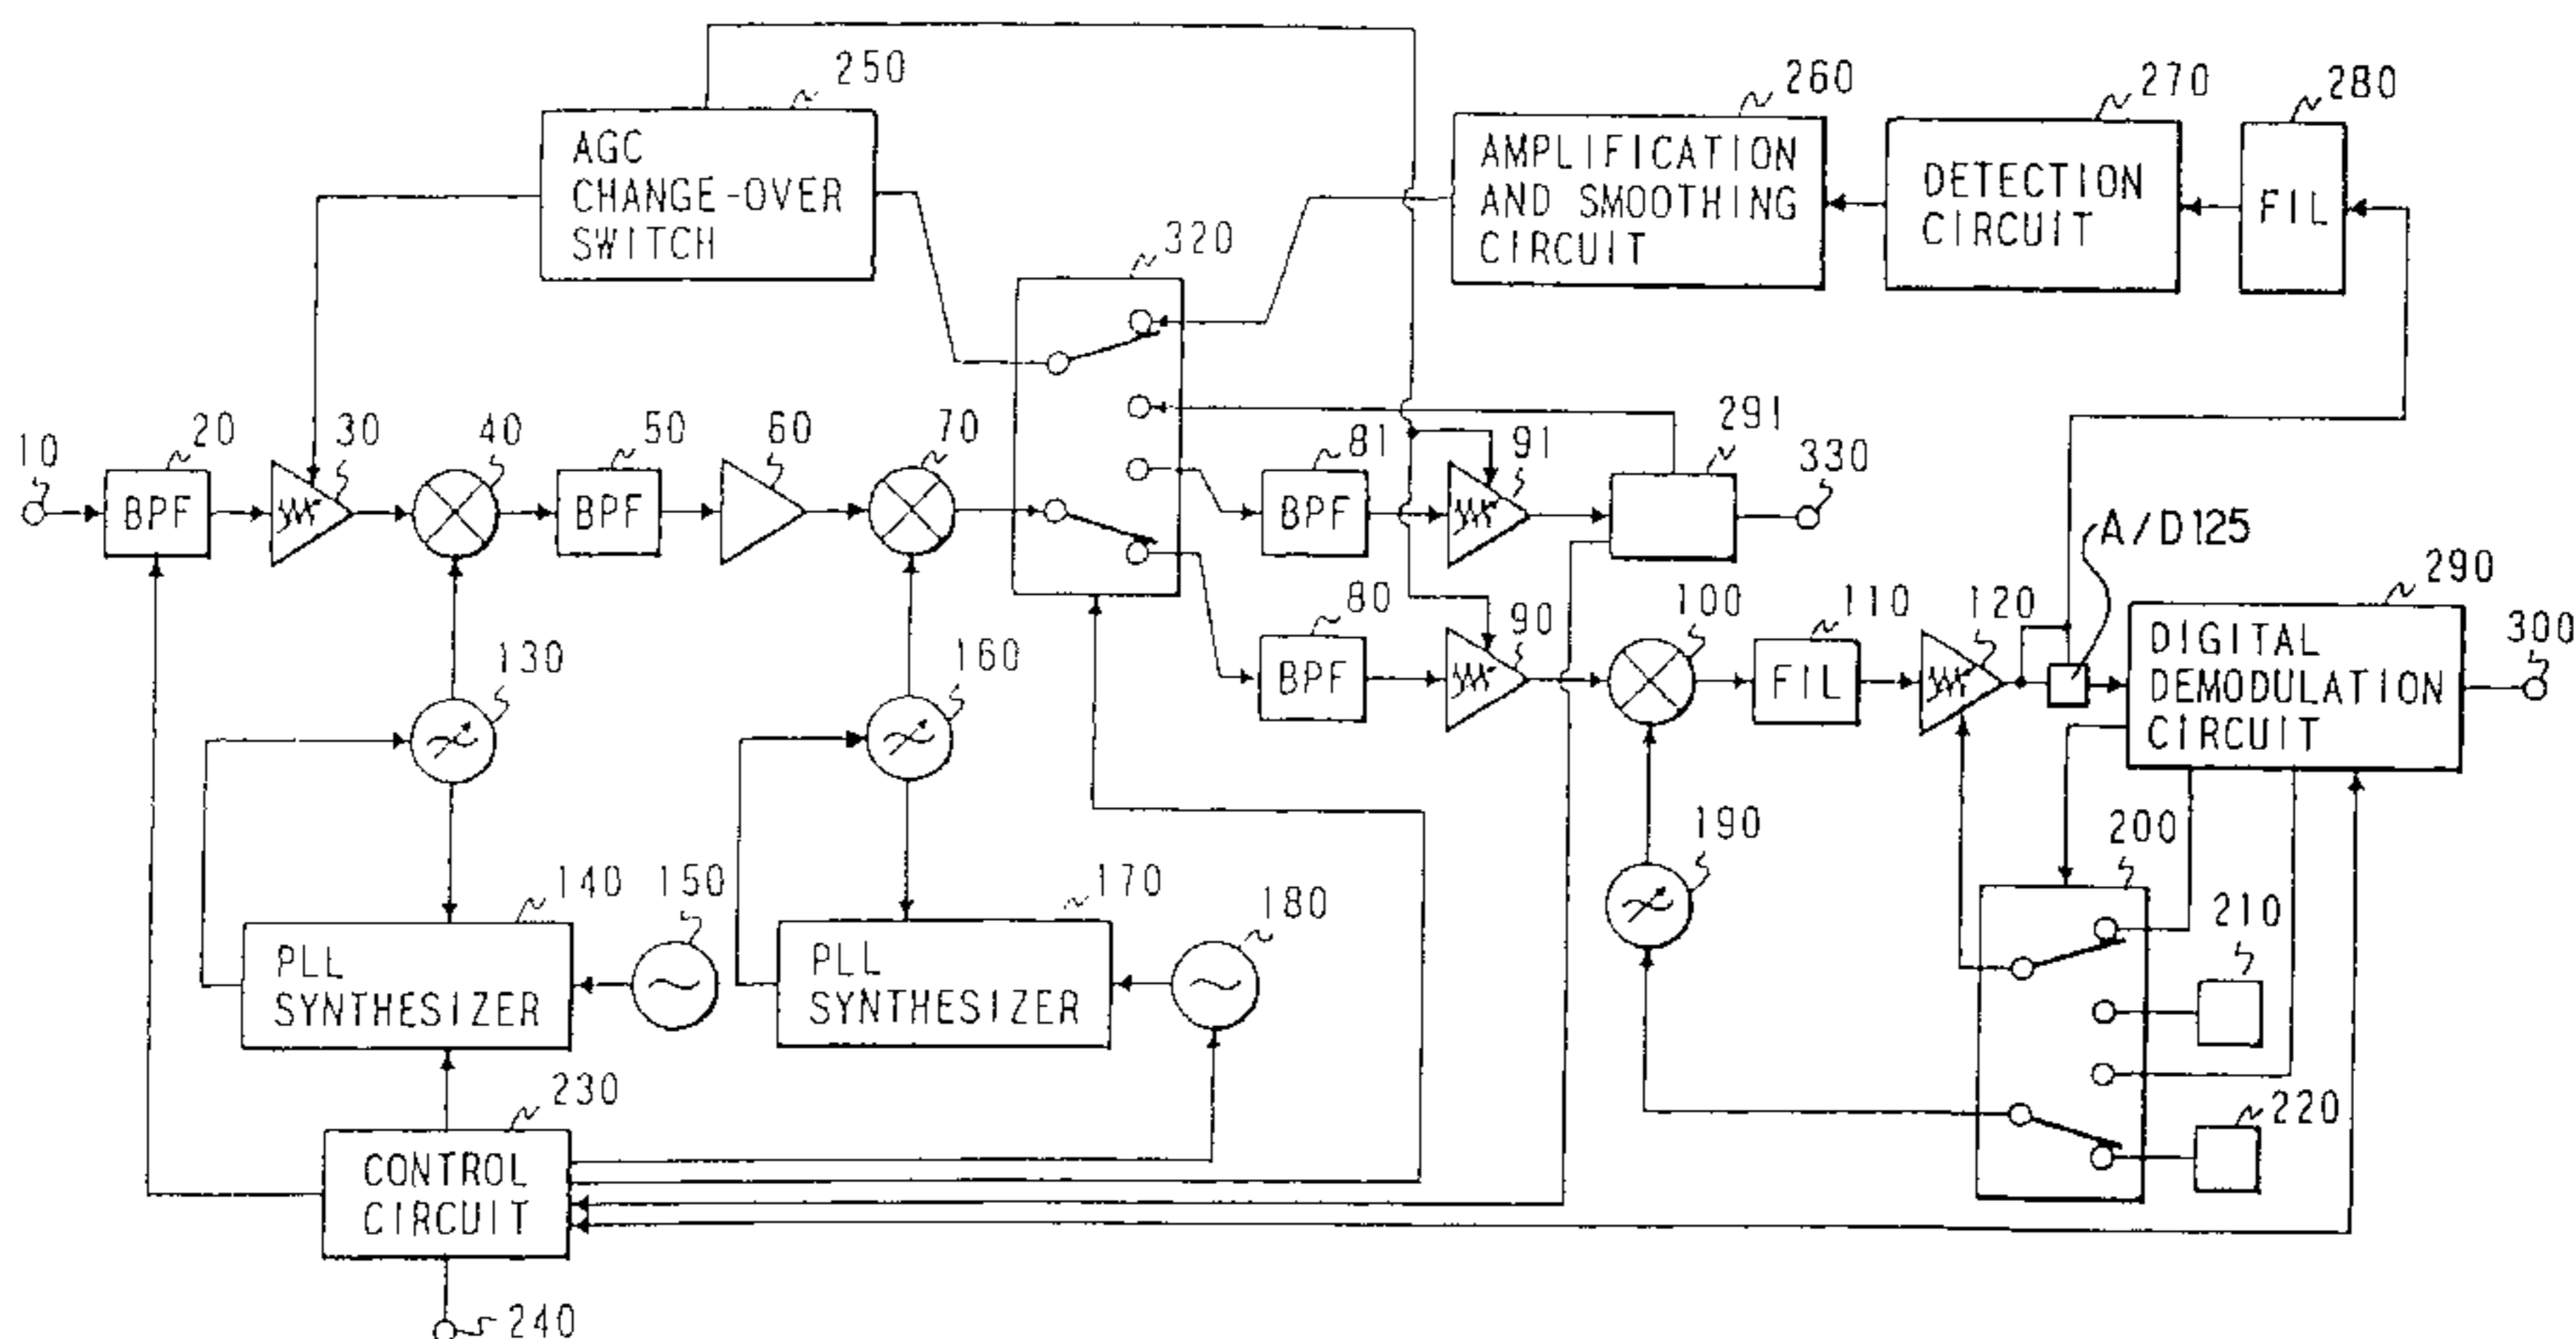 250
260
270
280
AGC
CHANGE-OVER
SWITCH
AMPLIFICATION
AND SMOOTHING
CIRCUIT
DETECTION
CIRCUIT
FIL
320
10
20
30
40
50
60
70
81
91
291
330
BPF
BPF
BPF
A/D125
80
90
100
110
120
290
300
BPF
FIL
DIGITAL
DEMODULATION
CIRCUIT
130
160
190
200
140
150
170
180
210
PLL
SYNTHESIZER
PLL
SYNTHESIZER
230
220
CONTROL
CIRCUIT
240